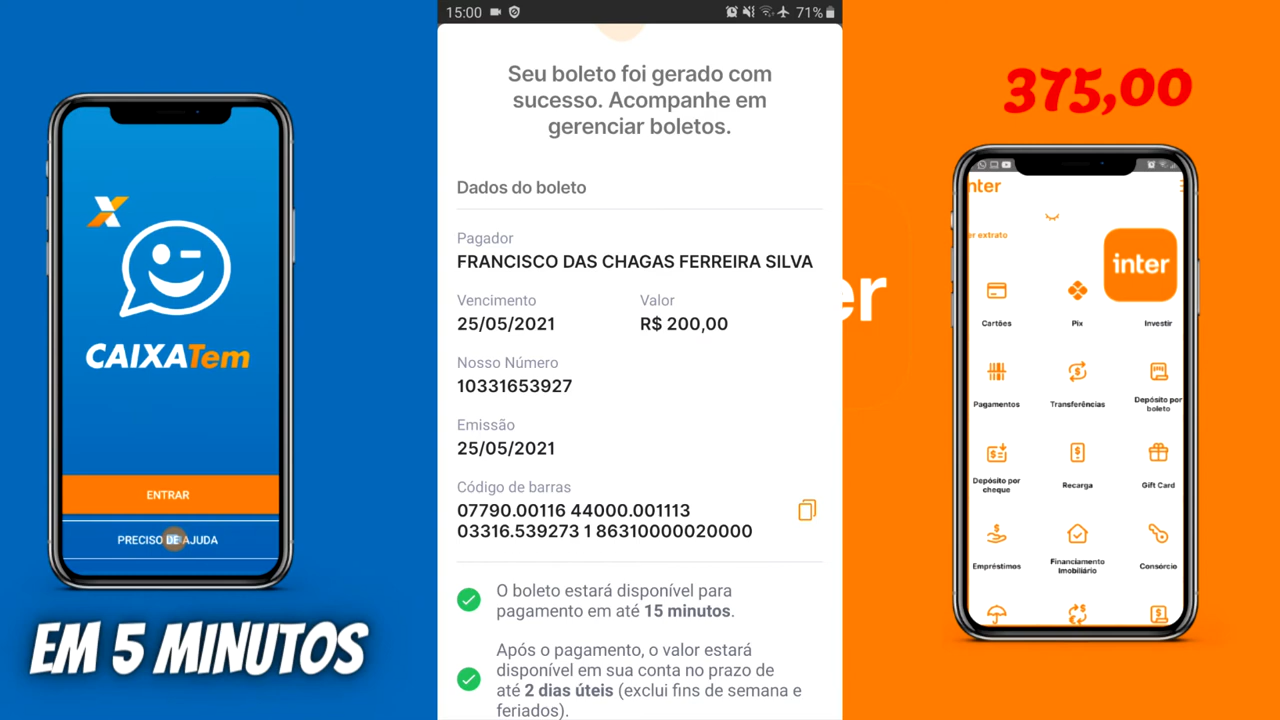 CAIXATem
ENTRAR
PRECISO DE AJUDA
EM 5 MINUTOS
15:00
71%
Seu boleto foi gerado com
sucesso. Acompanhe em
gerenciar boletos.
Dados do boleto
Pagador
FRANCISCO DAS CHAGAS FERREIRA SILVA
Vencimento
Valor
25/05/2021
R$ 200,00
Nosso Número
10331653927
Emissão
25/05/2021
Código de barras
07790.00116 44000.001113
03316.539273 1 86310000020000
O boleto estará disponível para
pagamento em até 15 minutos.
Após o pagamento, o valor estará
disponível em sua conta no prazo de
até 2 dias úteis (exclui fins de semana e
feriados).
er
375,00
nter
er extrato
inter
Cartões
Pix
Investir
Pagamentos
Transferências
Depósito por
boleto
Depósito por
cheque
Recarga
Gift Card
Empréstimos
Financiamento
Imobiliário
Consórcio